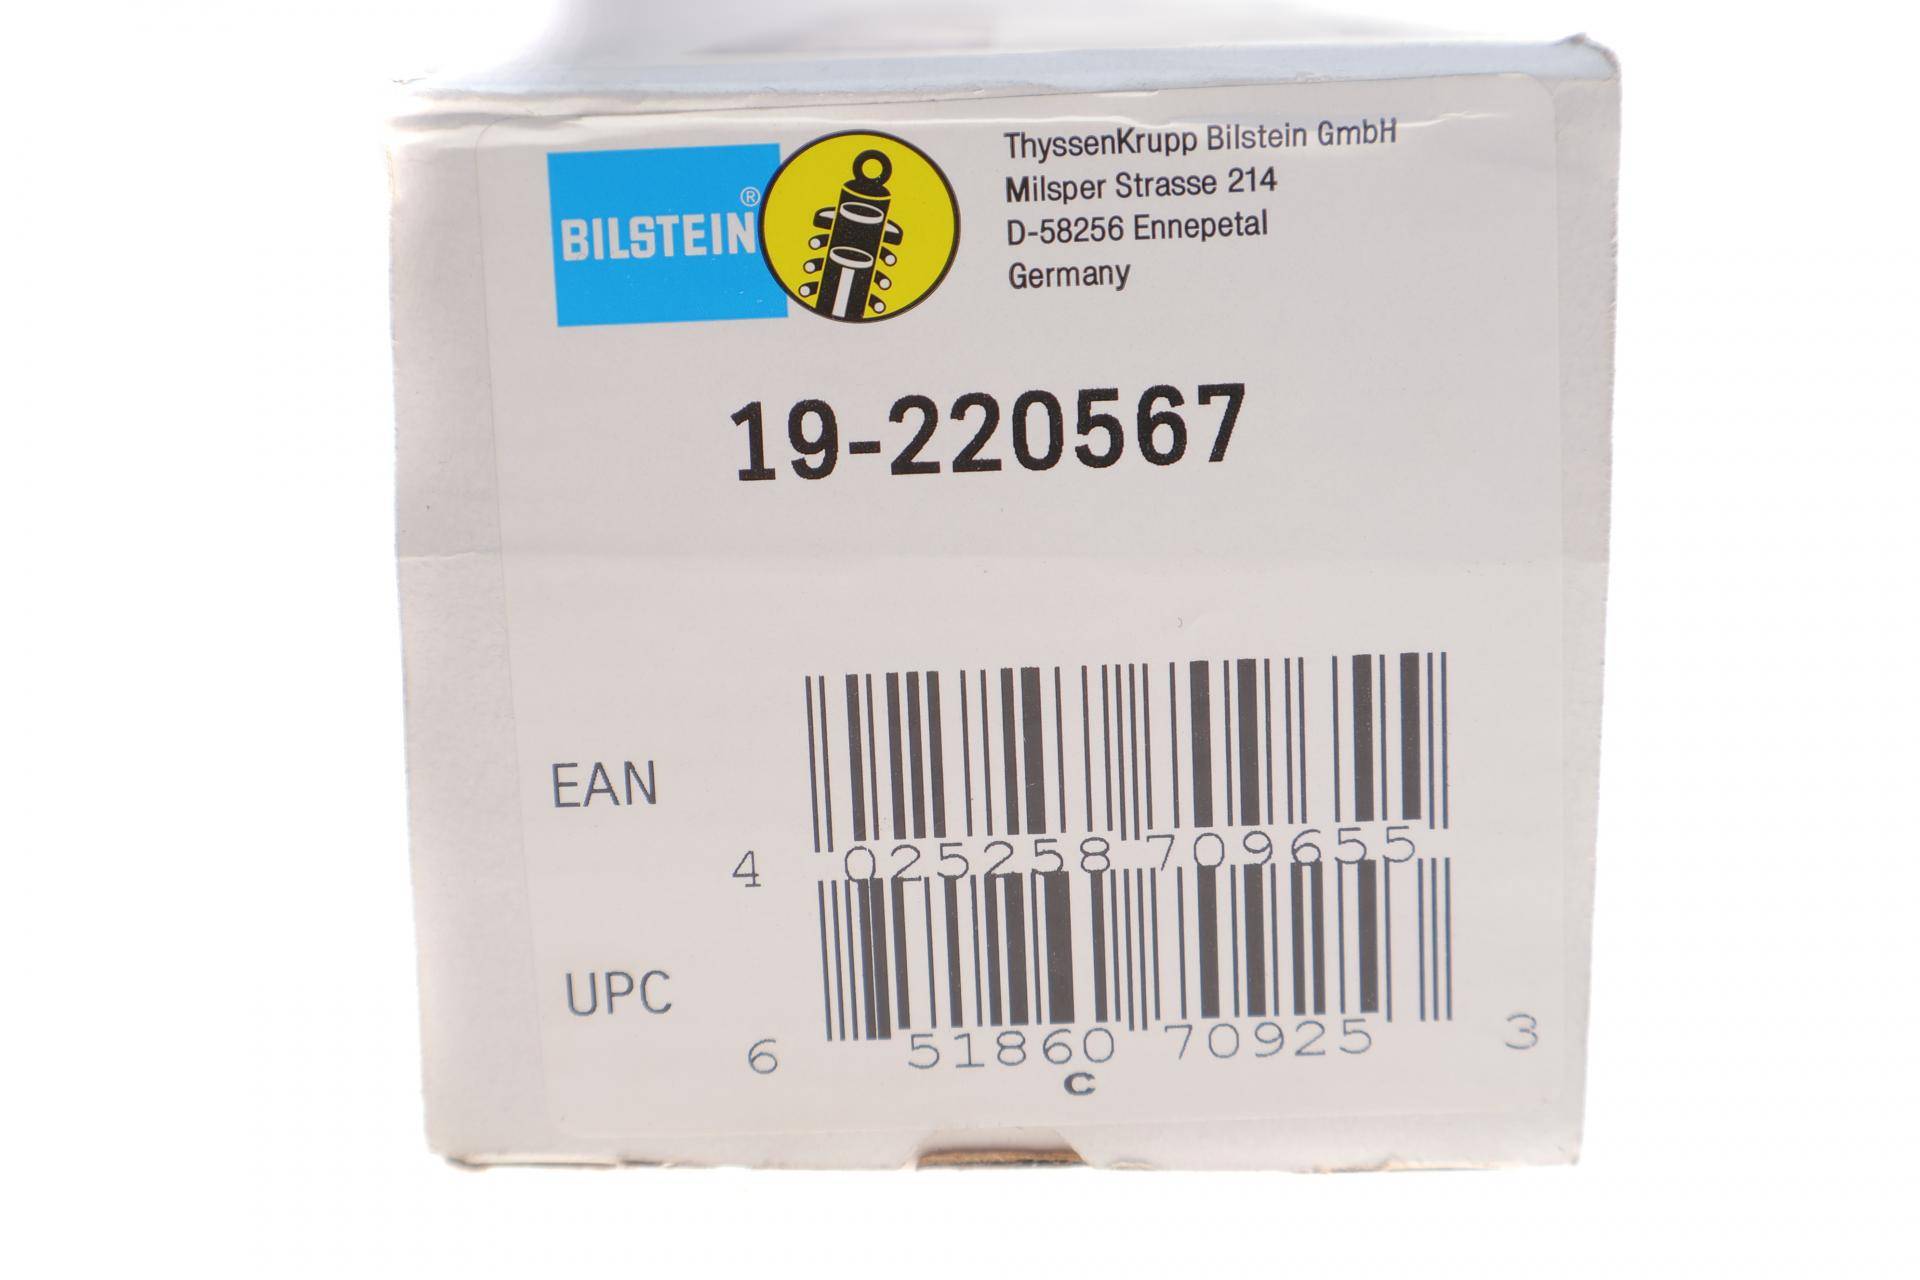 BILSTEIN®
ThyssenKrupp Bilstein GmbH
Milsper Strasse 214
D-58256 Ennepetal
Germany
19-220567
EAN
4 025258 709655
UPC
6 51860 70925 3
C